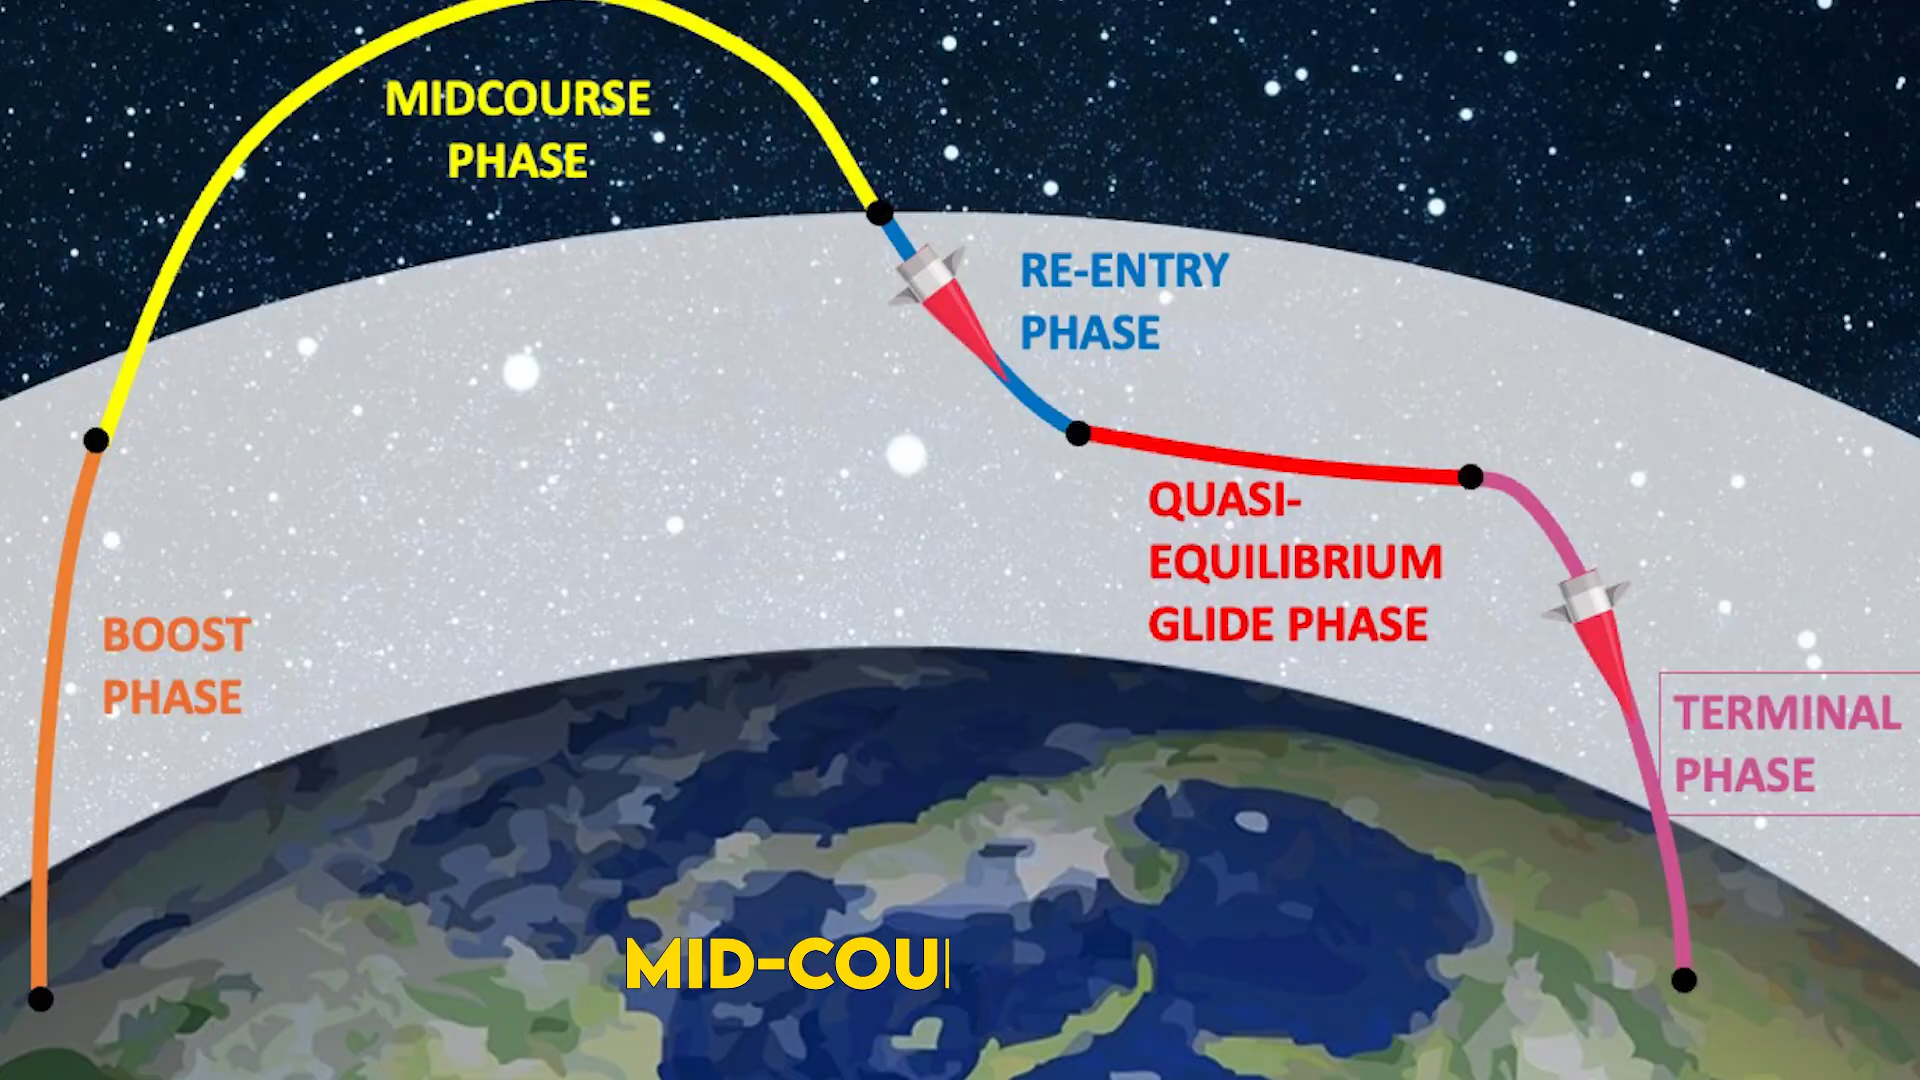 MIDCOURSE
PHASE
RE-ENTRY
PHASE
QUASI-
EQUILIBRIUM
GLIDE PHASE
BOOST
PHASE
TERMINAL
PHASE
MID-COU